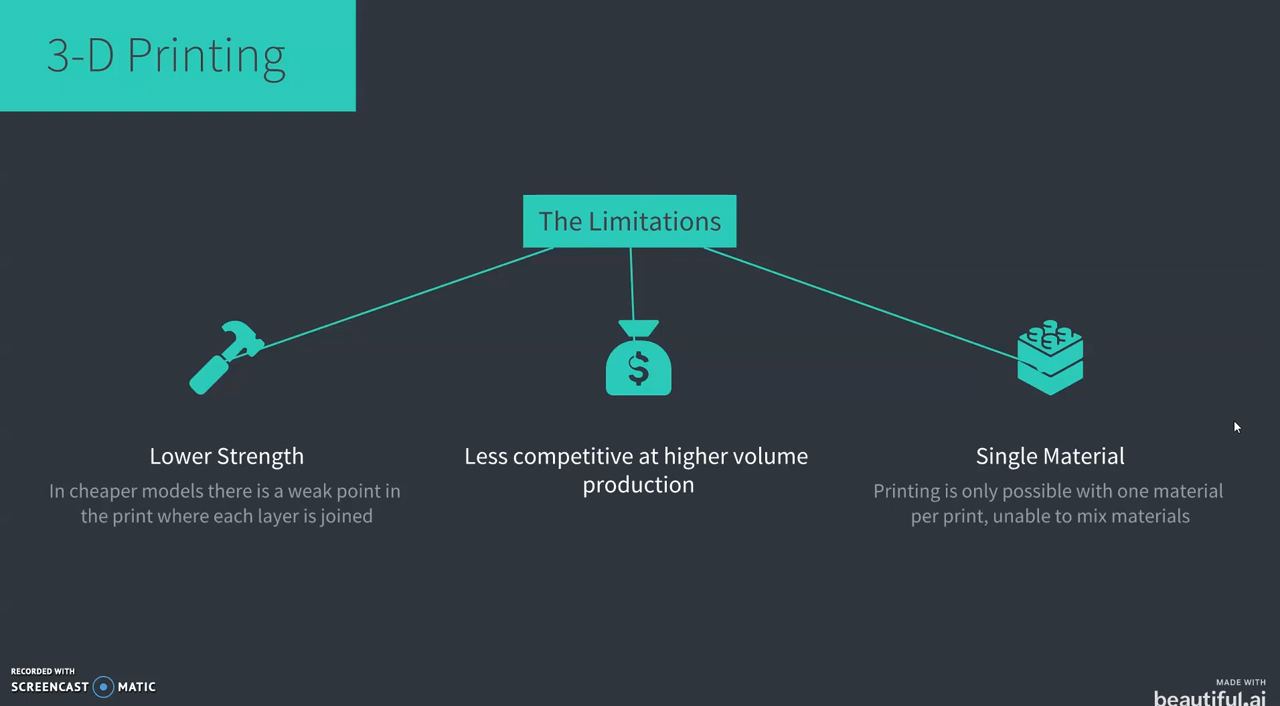 3-D Printing
The Limitations
$
Lower Strength
In cheaper models there is a weak point in
the print where each layer is joined
Less competitive at higher volume
production
Single Material
Printing is only possible with one material
per print, unable to mix materials
RECORDED WITH
SCREENCAST MATIC
MADE WITH
beautiful.ai